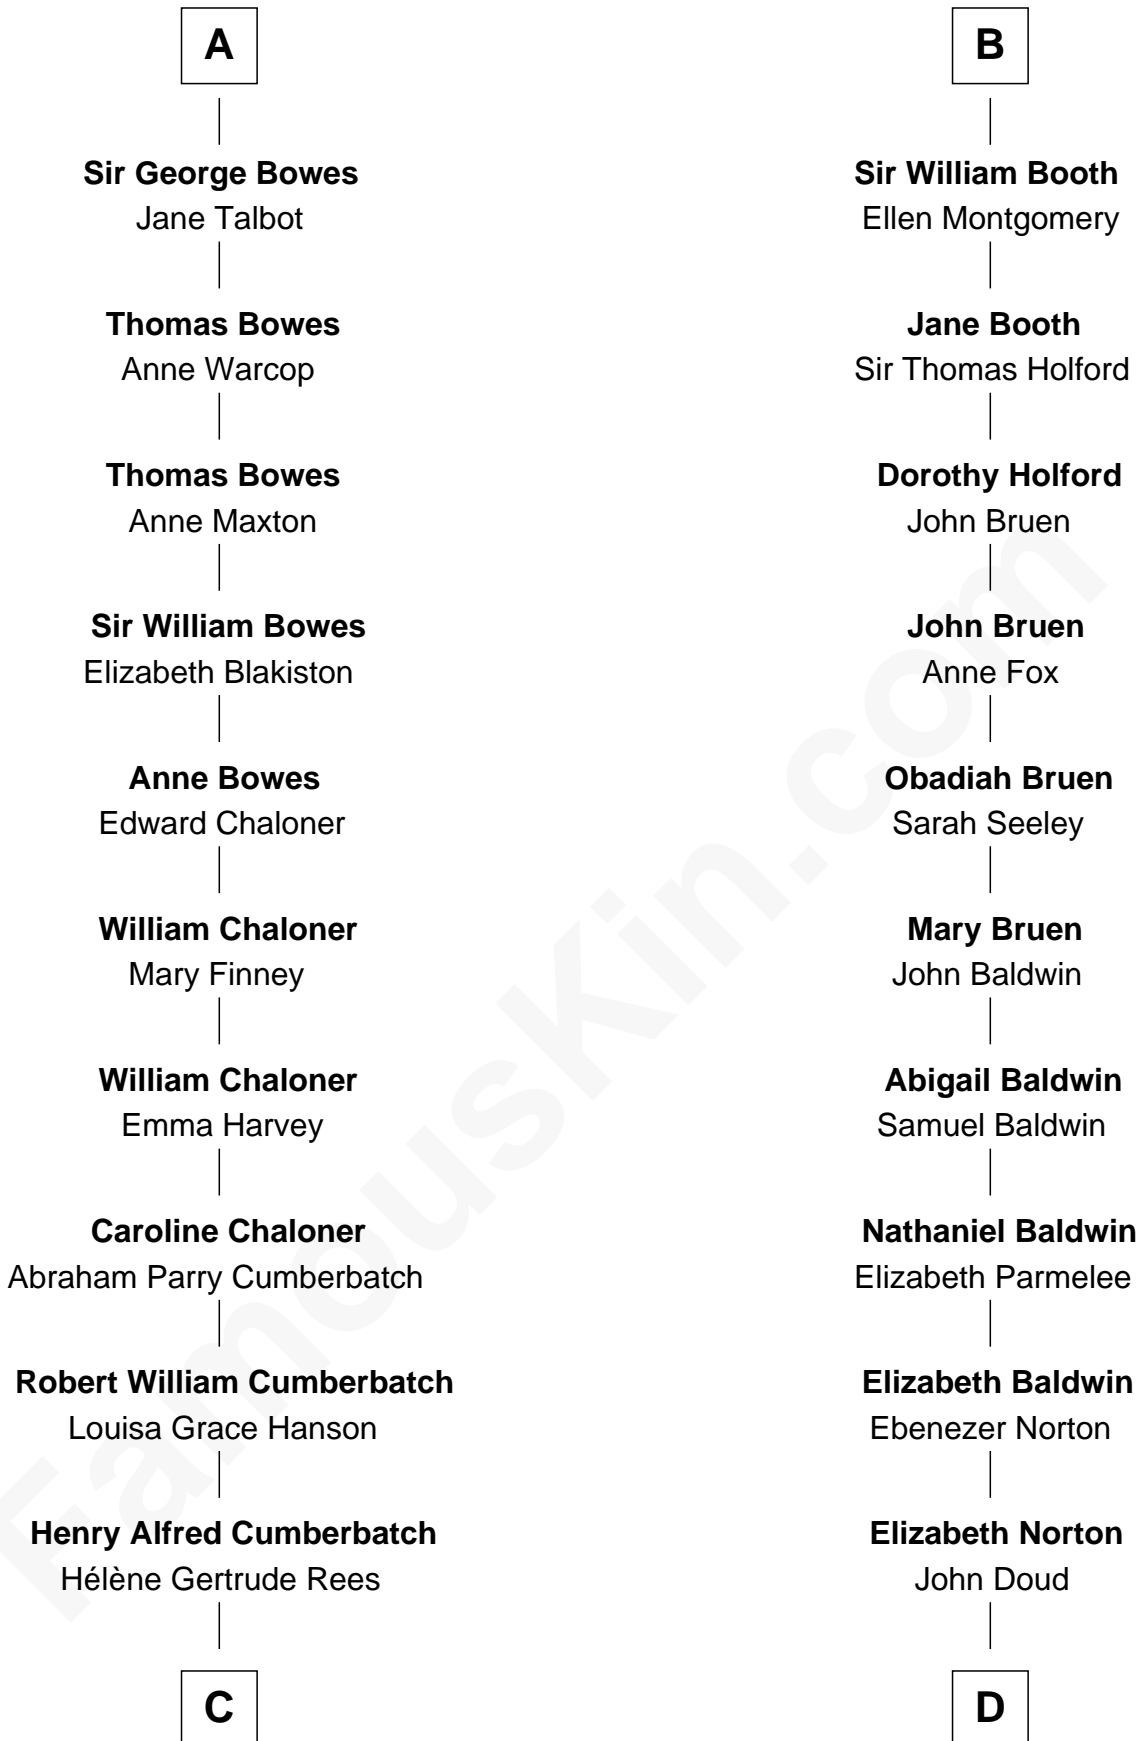 A
Sir George Bowes
Jane Talbot
Thomas Bowes
Anne Warcop
Thomas Bowes
Anne Maxton
Sir William Bowes
Elizabeth Blakiston
Anne Bowes
Edward Chaloner
William Chaloner
Mary Finney
William Chaloner
Emma Harvey
Caroline Chaloner
Abraham Parry Cumberbatch
Robert William Cumberbatch
Louisa Grace Hanson
Henry Alfred Cumberbatch
Hélène Gertrude Rees
C
B
Sir William Booth
Ellen Montgomery
Jane Booth
Sir Thomas Holford
Dorothy Holford
John Bruen
John Bruen
Anne Fox
Obadiah Bruen
Sarah Seeley
Mary Bruen
John Baldwin
Abigail Baldwin
Samuel Baldwin
Nathaniel Baldwin
Elizabeth Parmelee
Elizabeth Baldwin
Ebenezer Norton
Elizabeth Norton
John Doud
D
FamousKin.com